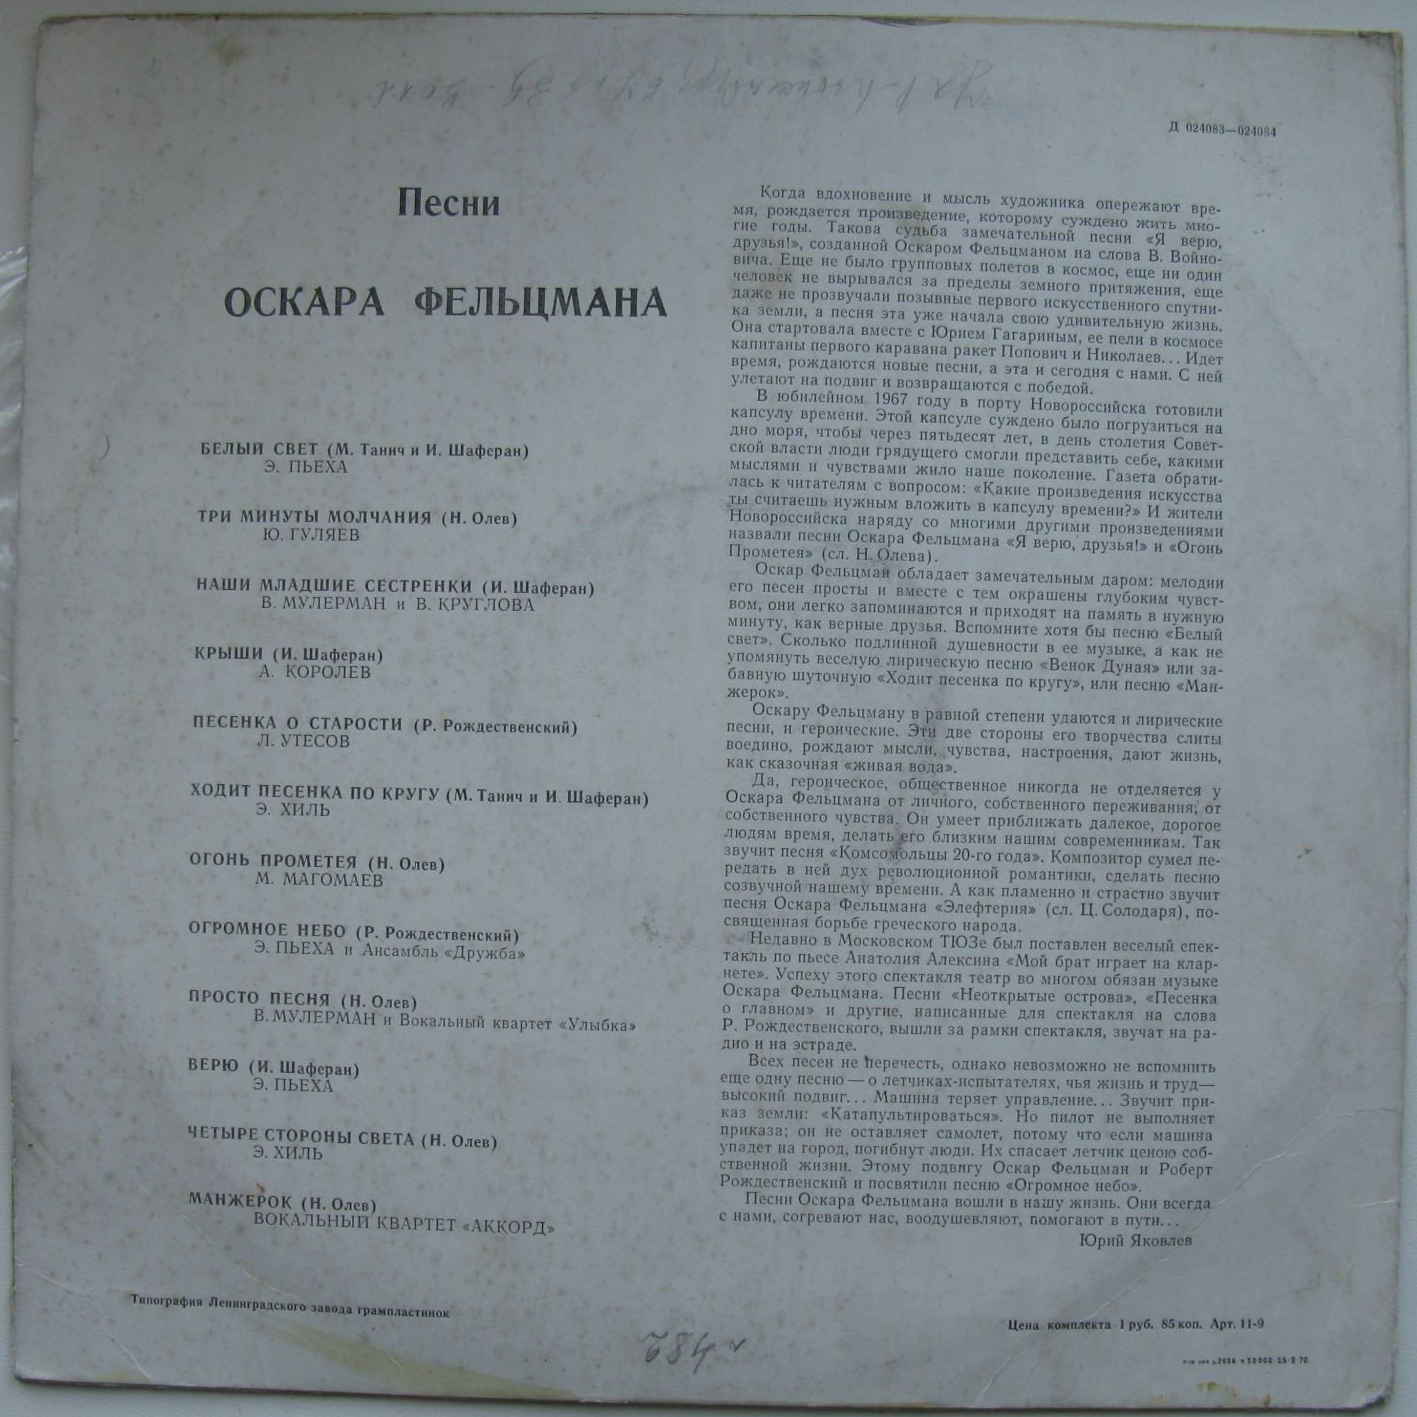 Д 024083—024084
Песни
ОСКАРА ФЕЛЬЦМАНА
БЕЛЫЙ СВЕТ (М. Танич и И. Шаферан)
Э. ПЬЕХА
ТРИ МИНУТЫ МОЛЧАНИЯ (Н. Олев)
Ю. ГУЛЯЕВ
НАШИ МЛАДШИЕ СЕСТРЕНКИ (И. Шаферан)
В. МУЛЕРМАН и В. КРУГЛОВА
КРЫШИ (И. Шаферан)
А. КОРОЛЕВ
ПЕСЕНКА О СТАРОСТИ (Р. Рождественский)
Л. УТЕСОВ
ХОДИТ ПЕСЕНКА ПО КРУГУ (М. Танич и И. Шаферан)
Э. ХИЛЬ
ОГОНЬ ПРОМЕТЕЯ (Н. Олев)
М. МАГОМАЕВ
ОГРОМНОЕ НЕБО (Р. Рождественский)
Э. ПЬЕХА и Ансамбль «Дружба»
ПРОСТО ПЕСНЯ (Н. Олев)
В. МУЛЕРМАН и Вокальный квартет «Улыбка»
ВЕРЮ (И. Шаферан)
Э. ПЬЕХА
ЧЕТЫРЕ СТОРОНЫ СВЕТА (Н. Олев)
Э. ХИЛЬ
МАНЖЕРОК (Н. Олев)
ВОКАЛЬНЫЙ КВАРТЕТ «АККОРД»
Когда вдохновение и мысль художника опережают вре-
мя, рождается произведение, которому суждено жить мно-
гие годы. Такова судьба замечательной песни «Я верю,
друзья!», созданной Оскаром Фельцманом на слова В. Войно-
вича. Еще не было групповых полетов в космос, еще ни один
человек не вырывался за пределы земного притяжения, еще
даже не прозвучали позывные первого искусственного спутни-
ка земли, а песня эта уже начала свою удивительную жизнь.
Она стартовала вместе с Юрием Гагариным, ее пели в космосе
капитаны первого каравана ракет Попович и Николаев... Идет
время, рождаются новые песни, а эта и сегодня с нами. С ней
улетают на подвиг и возвращаются с победой.
В юбилейном 1967 году в порту Новороссийска готовили
капсулу времени. Этой капсуле суждено было погрузиться на
дно моря, чтобы через пятьдесят лет, в день столетия Совет-
ской власти люди грядущего смогли представить себе, какими
мыслями и чувствами жило наше поколение. Газета обрати-
лась к читателям с вопросом: «Какие произведения искусства
ты считаешь нужным вложить в капсулу времени?» И жители
Новороссийска наряду со многими другими произведениями
назвали песни Оскара Фельцмана «Я верю, друзья!» и «Огонь
Прометея» (сл. Н. Олева).
Оскар Фельцман обладает замечательным даром: мелодии
его песен просты и вместе с тем окрашены глубоким чувст-
вом, они легко запоминаются и приходят на память в нужную
минуту, как верные друзья. Вспомните хотя бы песню «Белый
свет». Сколько подлинной душевности в ее музыке, а как не
упомянуть веселую лирическую песню «Венок Дуная» или за-
бавную шуточную «Ходит песенка по кругу», или песню «Ман-
жерок».
Оскару Фельцману в равной степени удаются и лирические
песни, и героические. Эти две стороны его творчества слиты
воедино, рождают мысли, чувства, настроения, дают жизнь,
как сказочная «живая вода».
Да, героическое, общественное никогда не отделяется у
Оскара Фельцмана от личного, собственного переживания, от
собственного чувства. Он умеет приближать далекое, дорогое
людям время, делать его близким нашим современникам. Так
звучит песня «Комсомольцы 20-го года». Композитор сумел пе-
редать в ней дух революционной романтики, сделать песню
созвучной нашему времени. А как пламенно и страстно звучит
песня Оскара Фельцмана «Элефтерия» (сл. Ц. Солодаря), по-
священная борьбе греческого народа.
Недавно в Московском ТЮЗе был поставлен веселый спек-
такль по пьесе Анатолия Алексина «Мой брат играет на клар-
нете». Успеху этого спектакля театр во многом обязан музыке
Оскара Фельцмана. Песни «Неоткрытые острова», «Песенка
о главном» и другие, написанные для спектакля на слова
Р. Рождественского, вышли за рамки спектакля, звучат на ра-
дио и на эстраде.
Всех песен не перечесть, однако невозможно не вспомнить
еще одну песню — о летчиках-испытателях, чья жизнь и труд—
высокий подвиг... Машина теряет управление... Звучит при-
каз земли: «Катапультироваться». Но пилот не выполняет
приказа; он не оставляет самолет, потому что если машина
упадет на город, погибнут люди. Их спасает летчик ценою соб-
ственной жизни. Этому подвигу Оскар Фельцман и Роберт
Рождественский и посвятили песню «Огромное небо».
Песни Оскара Фельцмана вошли в нашу жизнь. Они всегда
с нами, согревают нас, воодушевляют, помогают в пути...
Юрий Яковлев
Типография Ленинградского завода грампластинок
Цена комплекта 1 руб. 85 коп. Арт. 11-9